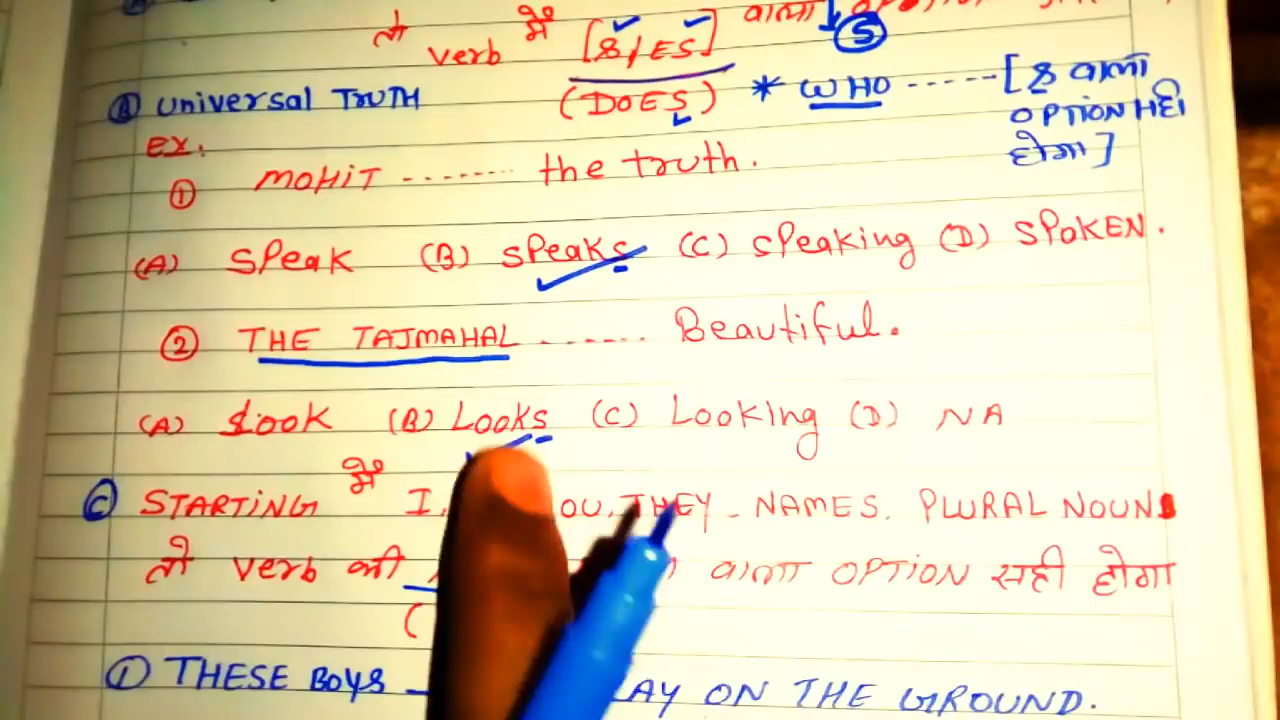 तो verb में [S/ES] वाला
(S)
Ⓑ Universal TRUTH (DOES) * WHO ------ [S वाला
OPTION सही
होगा]
ex.
① MOHIT -------- the truth.
(A) Speak (B) speaks (C) speaking (D) SPOKEN.
② THE TAJMAHAL ------ Beautiful.
(A) Look (B) Looks (C) Looking (D) NA
Ⓒ STARTING में I, OU, THEY - NAMES. PLURAL NOUNS
तो verb की वाला OPTION सही होगा
(
① THESE BOYS LAY ON THE GROUND.